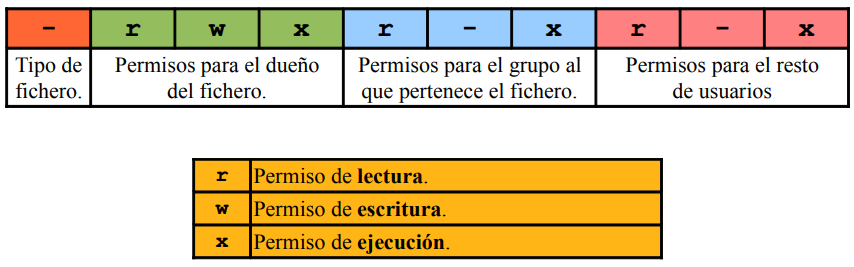 - r w x r - x r - x
Tipo de fichero. Permisos para el dueño del fichero. Permisos para el grupo al que pertenece el fichero. Permisos para el resto de usuarios
r Permiso de lectura.
w Permiso de escritura.
x Permiso de ejecución.